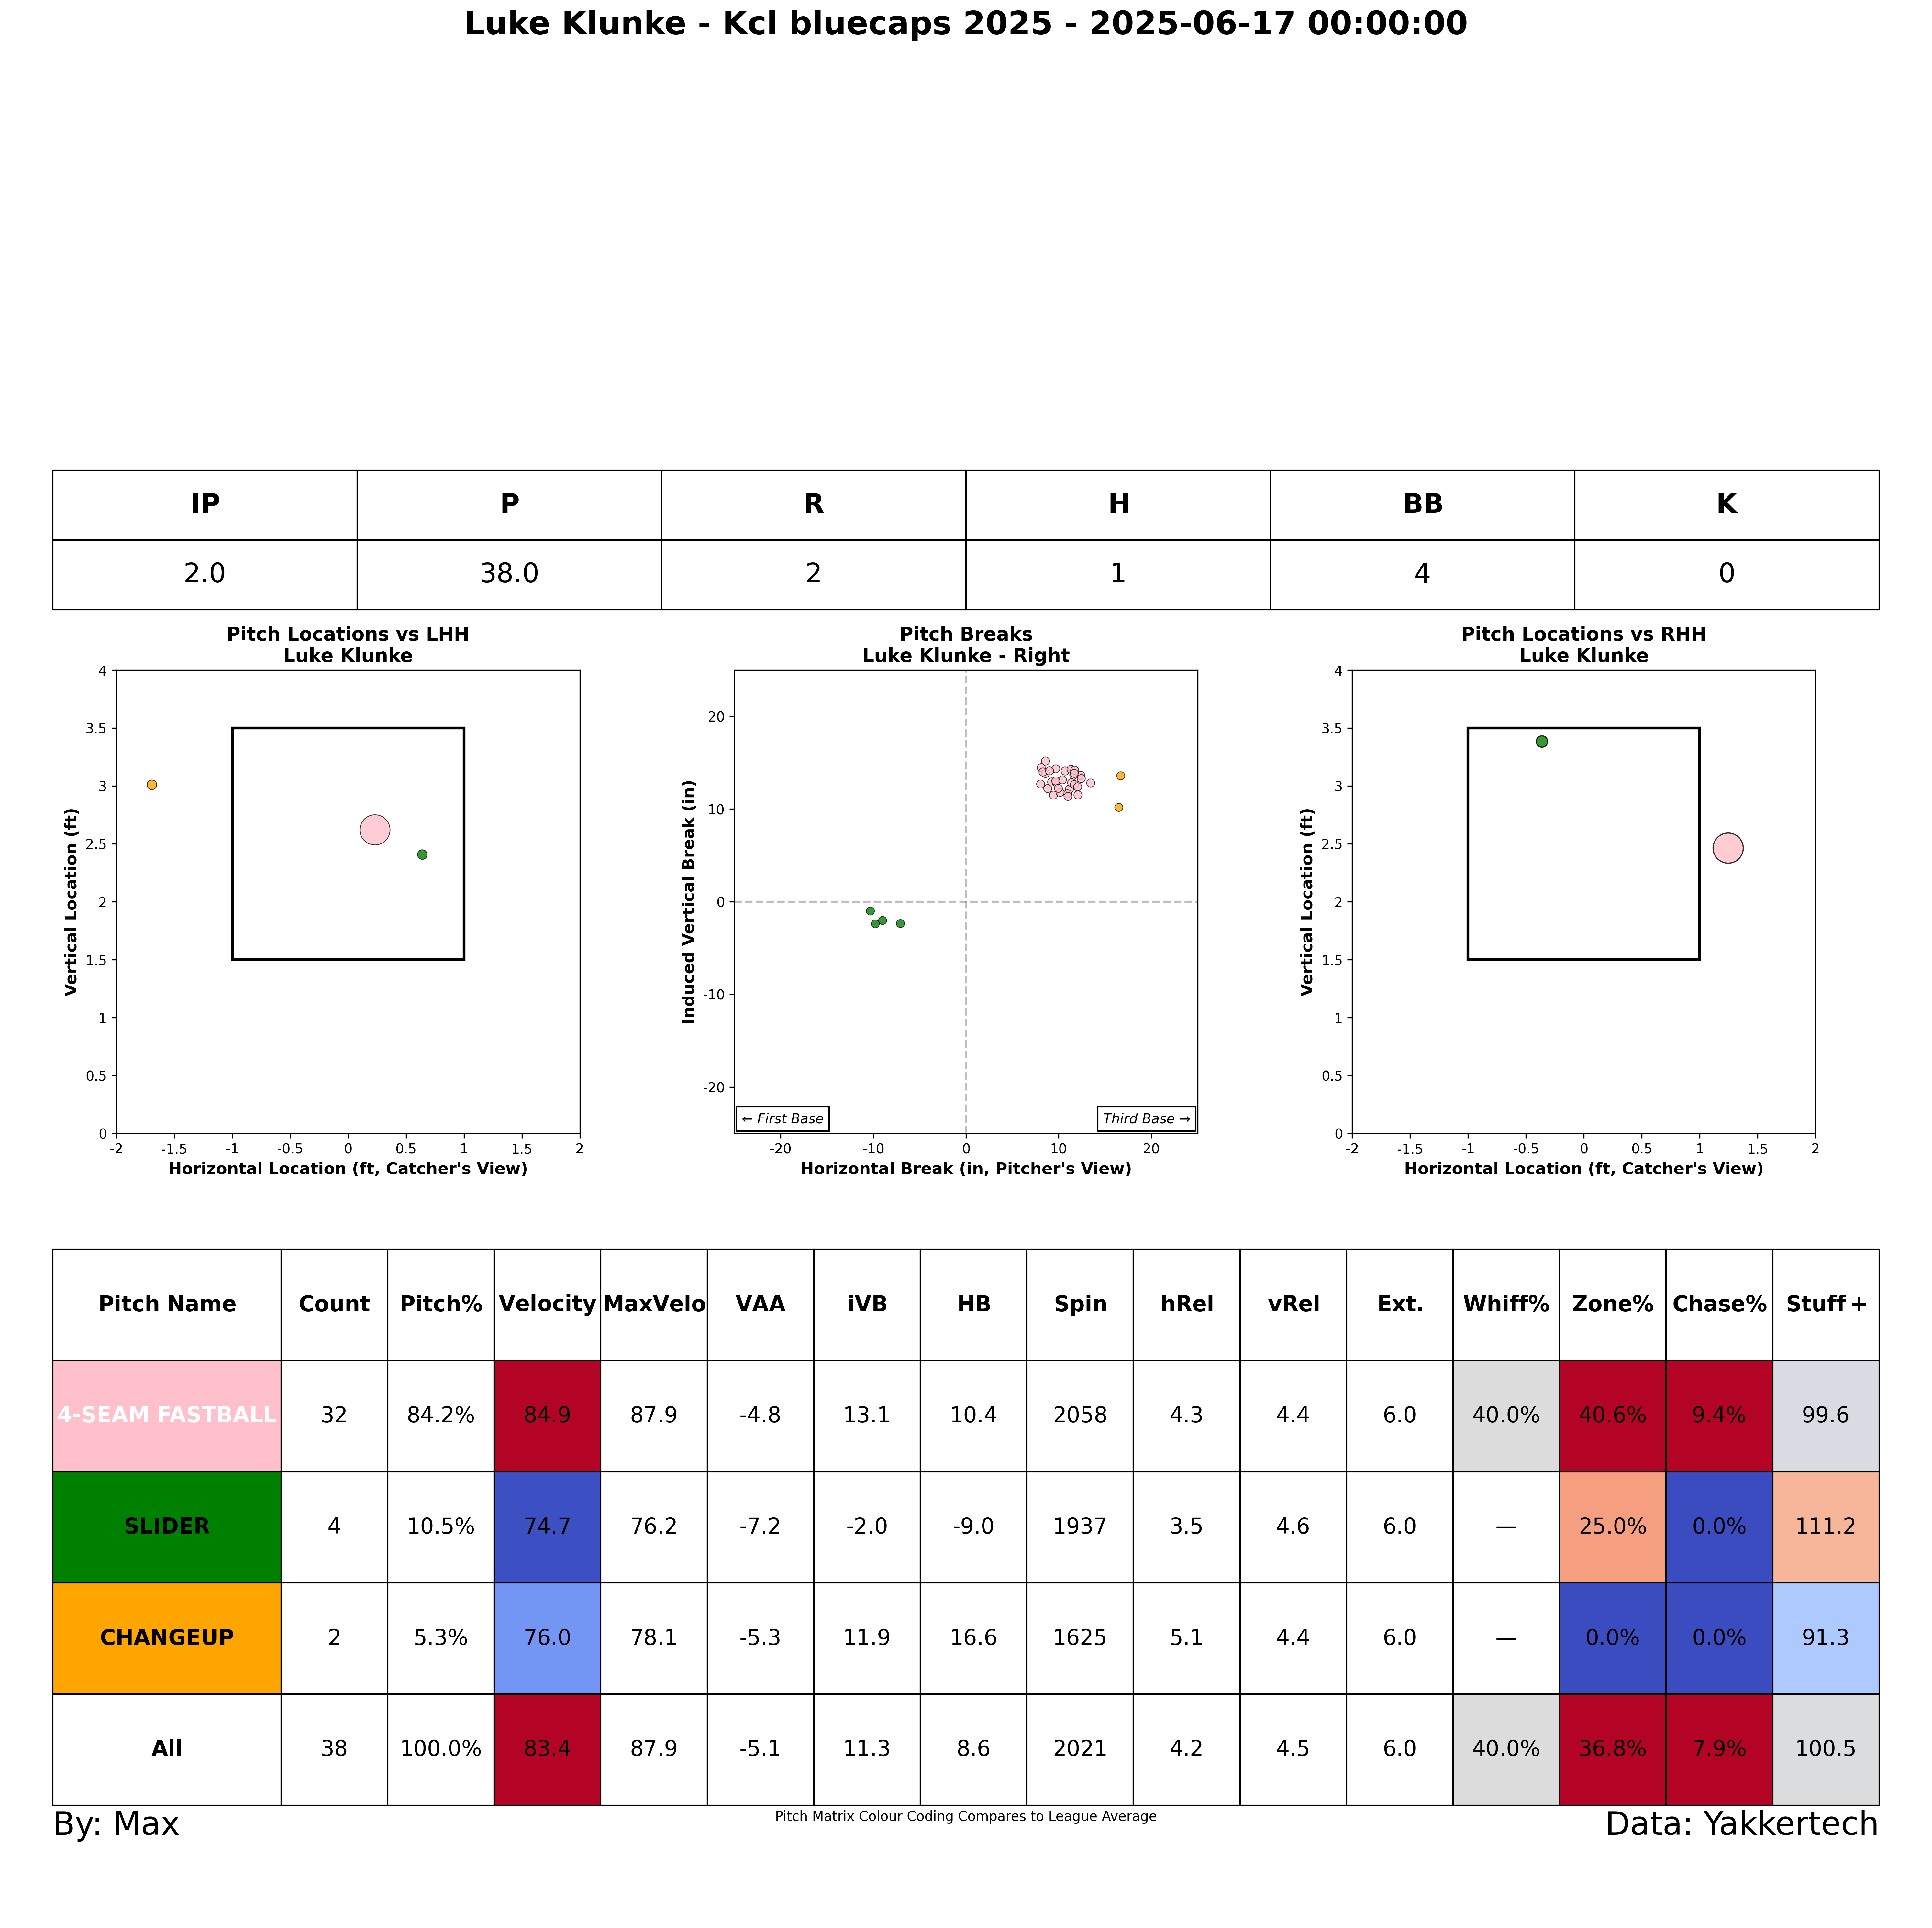 Luke Klunke - Kcl bluecaps 2025 - 2025-06-17 00:00:00
IP P R H BB K
2.0 38.0 2 1 4 0
Pitch Locations vs LHH
Luke Klunke
4
3.5
3
2.5
2
1.5
1
0.5
0
Vertical Location (ft)
-2 -1.5 -1 -0.5 0 0.5 1 1.5 2
Horizontal Location (ft, Catcher's View)
Pitch Breaks
Luke Klunke - Right
20
10
0
-10
-20
Induced Vertical Break (in)
← First Base
Third Base →
-20 -10 0 10 20
Horizontal Break (in, Pitcher's View)
Pitch Locations vs RHH
Luke Klunke
4
3.5
3
2.5
2
1.5
1
0.5
0
Vertical Location (ft)
-2 -1.5 -1 -0.5 0 0.5 1 1.5 2
Horizontal Location (ft, Catcher's View)
Pitch Name Count Pitch% Velocity MaxVelo VAA iVB HB Spin hRel vRel Ext. Whiff% Zone% Chase% Stuff+
4-SEAM FASTBALL 32 84.2% 84.9 87.9 -4.8 13.1 10.4 2058 4.3 4.4 6.0 40.0% 40.6% 9.4% 99.6
SLIDER 4 10.5% 74.7 76.2 -7.2 -2.0 -9.0 1937 3.5 4.6 6.0 — 25.0% 0.0% 111.2
CHANGEUP 2 5.3% 76.0 78.1 -5.3 11.9 16.6 1625 5.1 4.4 6.0 — 0.0% 0.0% 91.3
All 38 100.0% 83.4 87.9 -5.1 11.3 8.6 2021 4.2 4.5 6.0 40.0% 36.8% 7.9% 100.5
By: Max
Pitch Matrix Colour Coding Compares to League Average
Data: Yakkertech